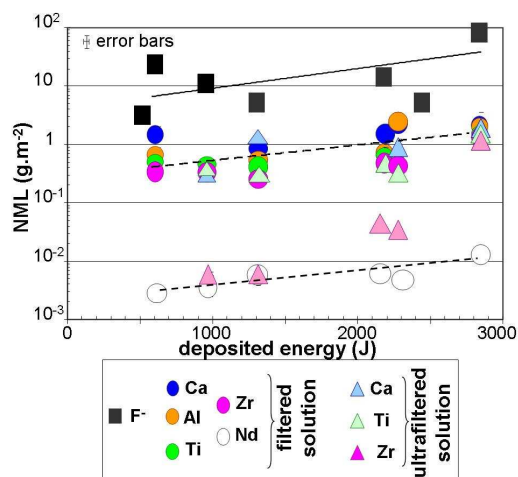 10²
error bars
10
1
10⁻¹
10⁻²
10⁻³
NML (g.m⁻²)
0 1000 2000 3000
deposited energy (J)
F⁻
Ca
Al
Ti
Zr
Nd
filtered
solution
Ca
Ti
Zr
ultrafiltered
solution